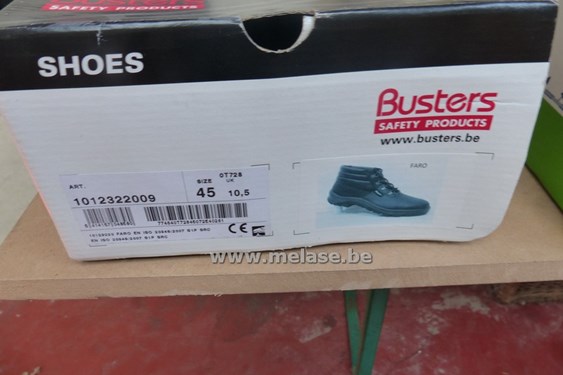 SAFETY PRODUCTS
SHOES
Busters
SAFETY PRODUCTS
www.busters.be
ART.
1012322009
SIZE
45
0T728
UK
10,5
CE
FARO
www.melase.be